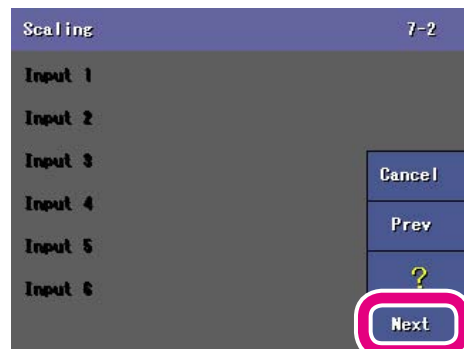 Scaling 7-2
Input 1
Input 2
Input 3
Input 4
Input 5
Input 6
Cancel
Prev
?
Next